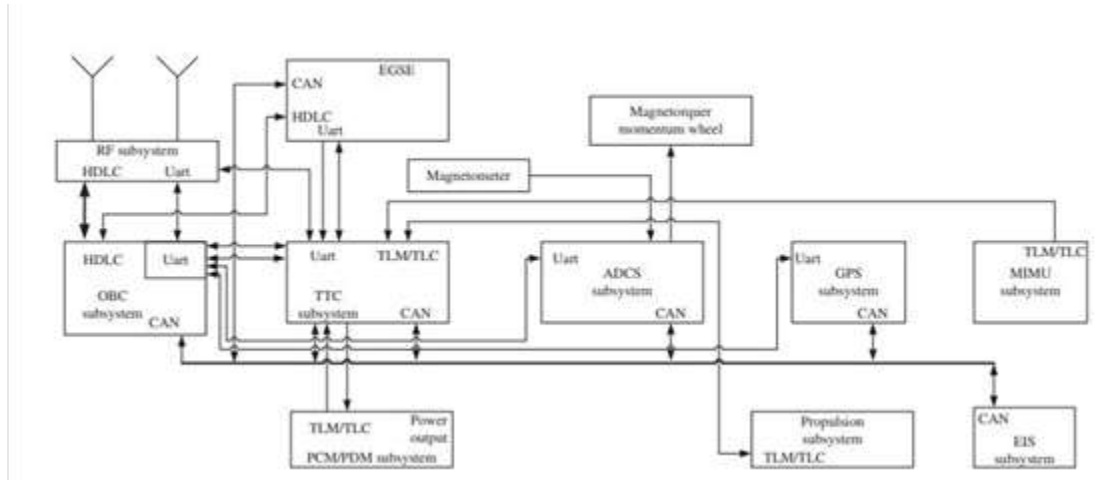 EGSE
CAN
HDLC
Uart
Magnetorquer
momentum wheel
RF subsystem
HDLC Uart
Magnetometer
HDLC
Uart
OBC
subsystem
CAN
Uart TLM/TLC
TTC
subsystem
CAN
Uart
ADCS
subsystem
CAN
Uart
GPS
subsystem
CAN
TLM/TLC
MIMU
subsystem
TLM/TLC
Power
output
PCM/PDM subsystem
Propulsion
subsystem
TLM/TLC
CAN
EIS
subsystem